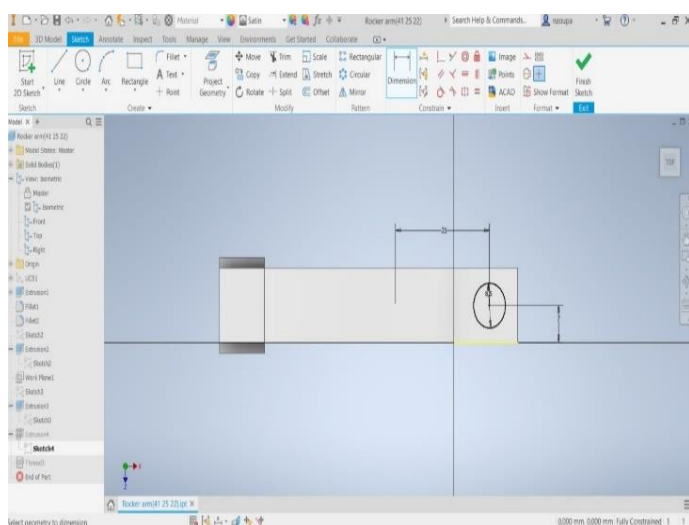 Material
Satin
Rocker arm(41 25 22)
Search Help & Commands...
File 3D Model Sketch Annotate Inspect Tools Manage View Environments Get Started Collaborate
Start
2D Sketch
Line
Circle
Arc
Rectangle
Fillet
Text
Point
Project
Geometry
Move
Copy
Rotate
Trim
Extend
Split
Scale
Stretch
Offset
Rectangular
Circular
Mirror
Dimension
Image
Points
ACAD
Show Format
Finish
Sketch
Sketch
Create
Modify
Pattern
Constrain
Insert
Format
Exit
Model X +
Rocker arm(41 25 22)
Model States: Master
Solid Bodies(1)
View: Isometric
Master
Isometric
Front
Top
Right
Origin
UCS1
Extrusion1
Fillet1
Fillet2
Sketch2
Extrusion2
Sketch2
Work Plane1
Sketch3
Extrusion3
Sketch3
Extrusion4
Sketch4
Thread1
End of Part
TOP
Rocker arm(41 25 22).ipt X
Select geometry to dimension
0.000 mm, 0.000 mm Fully Constrained 1 1